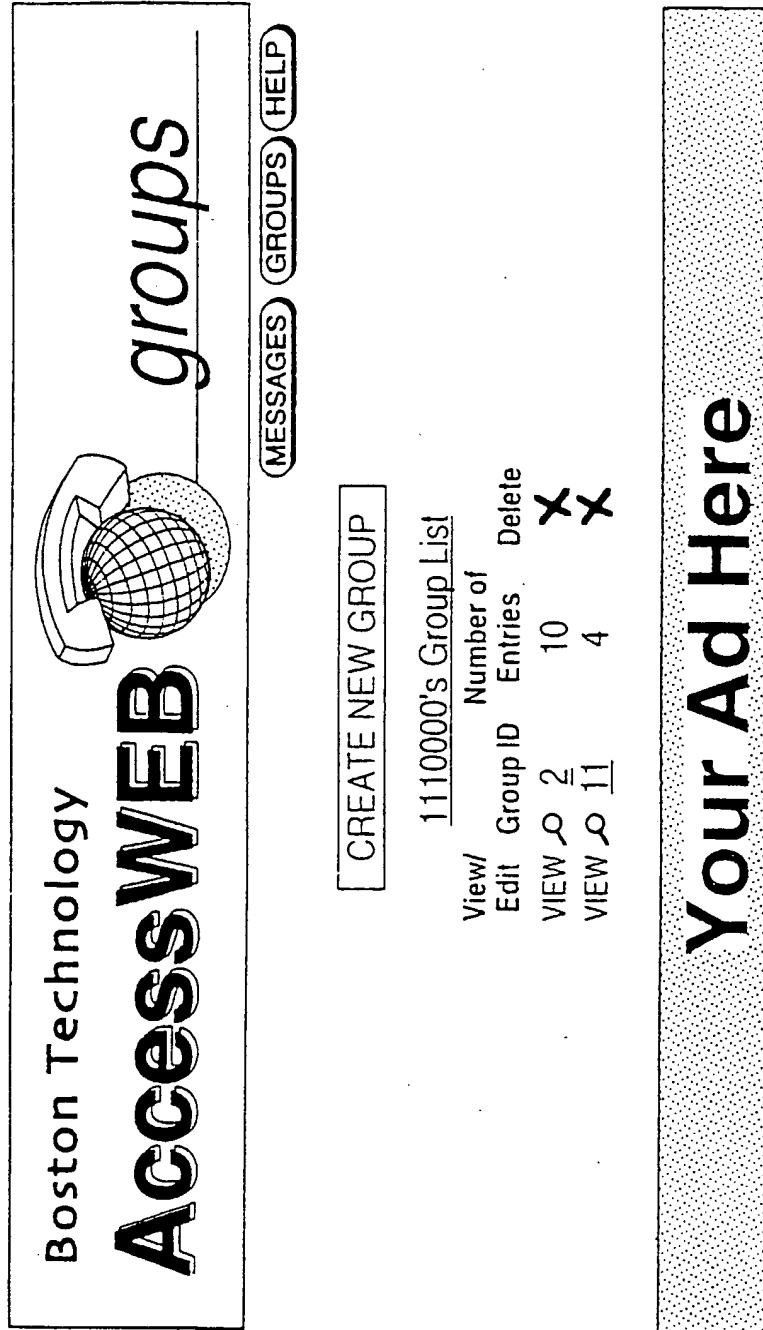 Boston Technology
AccessWEB groups
MESSAGES GROUPS HELP
CREATE NEW GROUP
1110000's Group List
View/ Number of
Edit Group ID Entries Delete
VIEW 2 10 X
VIEW 11 4 X
Your Ad Here